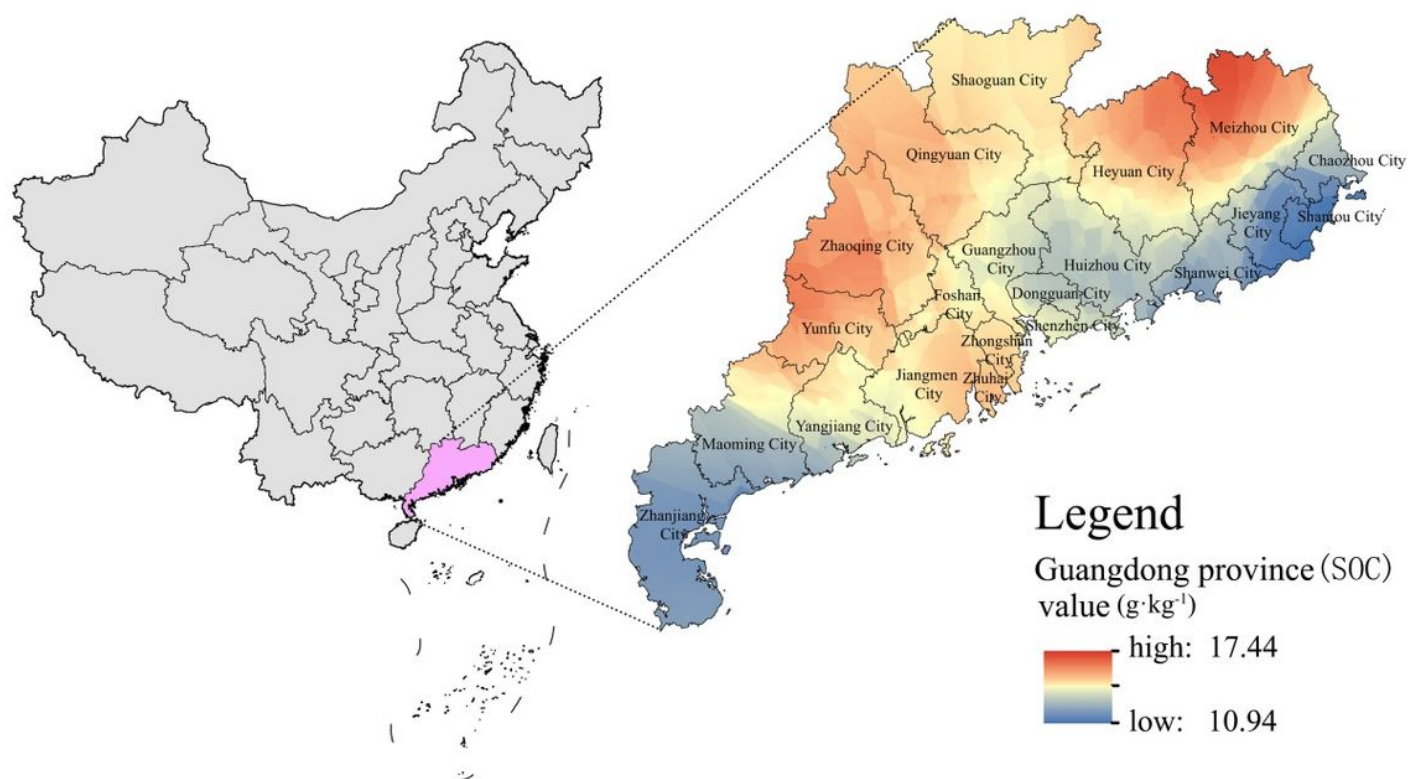 Shaoguan City
Meizhou City
Qingyuan City
Chaozhou City
Heyuan City
Jieyang
City
Shantou City
Zhaoqing City
Guangzhou
City
Huizhou City
Shanwei City
Foshan
City
Dongguan City
Yunfu City
Shenzhen City
Zhongshan
City
Jiangmen
City
Zhuhai
City
Yangjiang City
Maoming City
Zhanjiang
City
Legend
Guangdong province (SOC)
value (g·kg⁻¹)
high: 17.44
low: 10.94